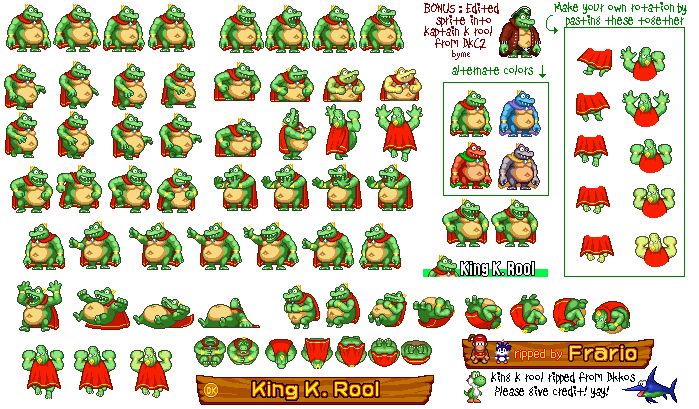 BONUS : Edited
sprite into
Kaptain K rool
from DKC2
by me
Make your own rotation by
pasting these together
alternate colors
King K. Rool
ripped by Frario
OK
King K. Rool
King K rool ripped from Dkkos
Please give credit! yay!